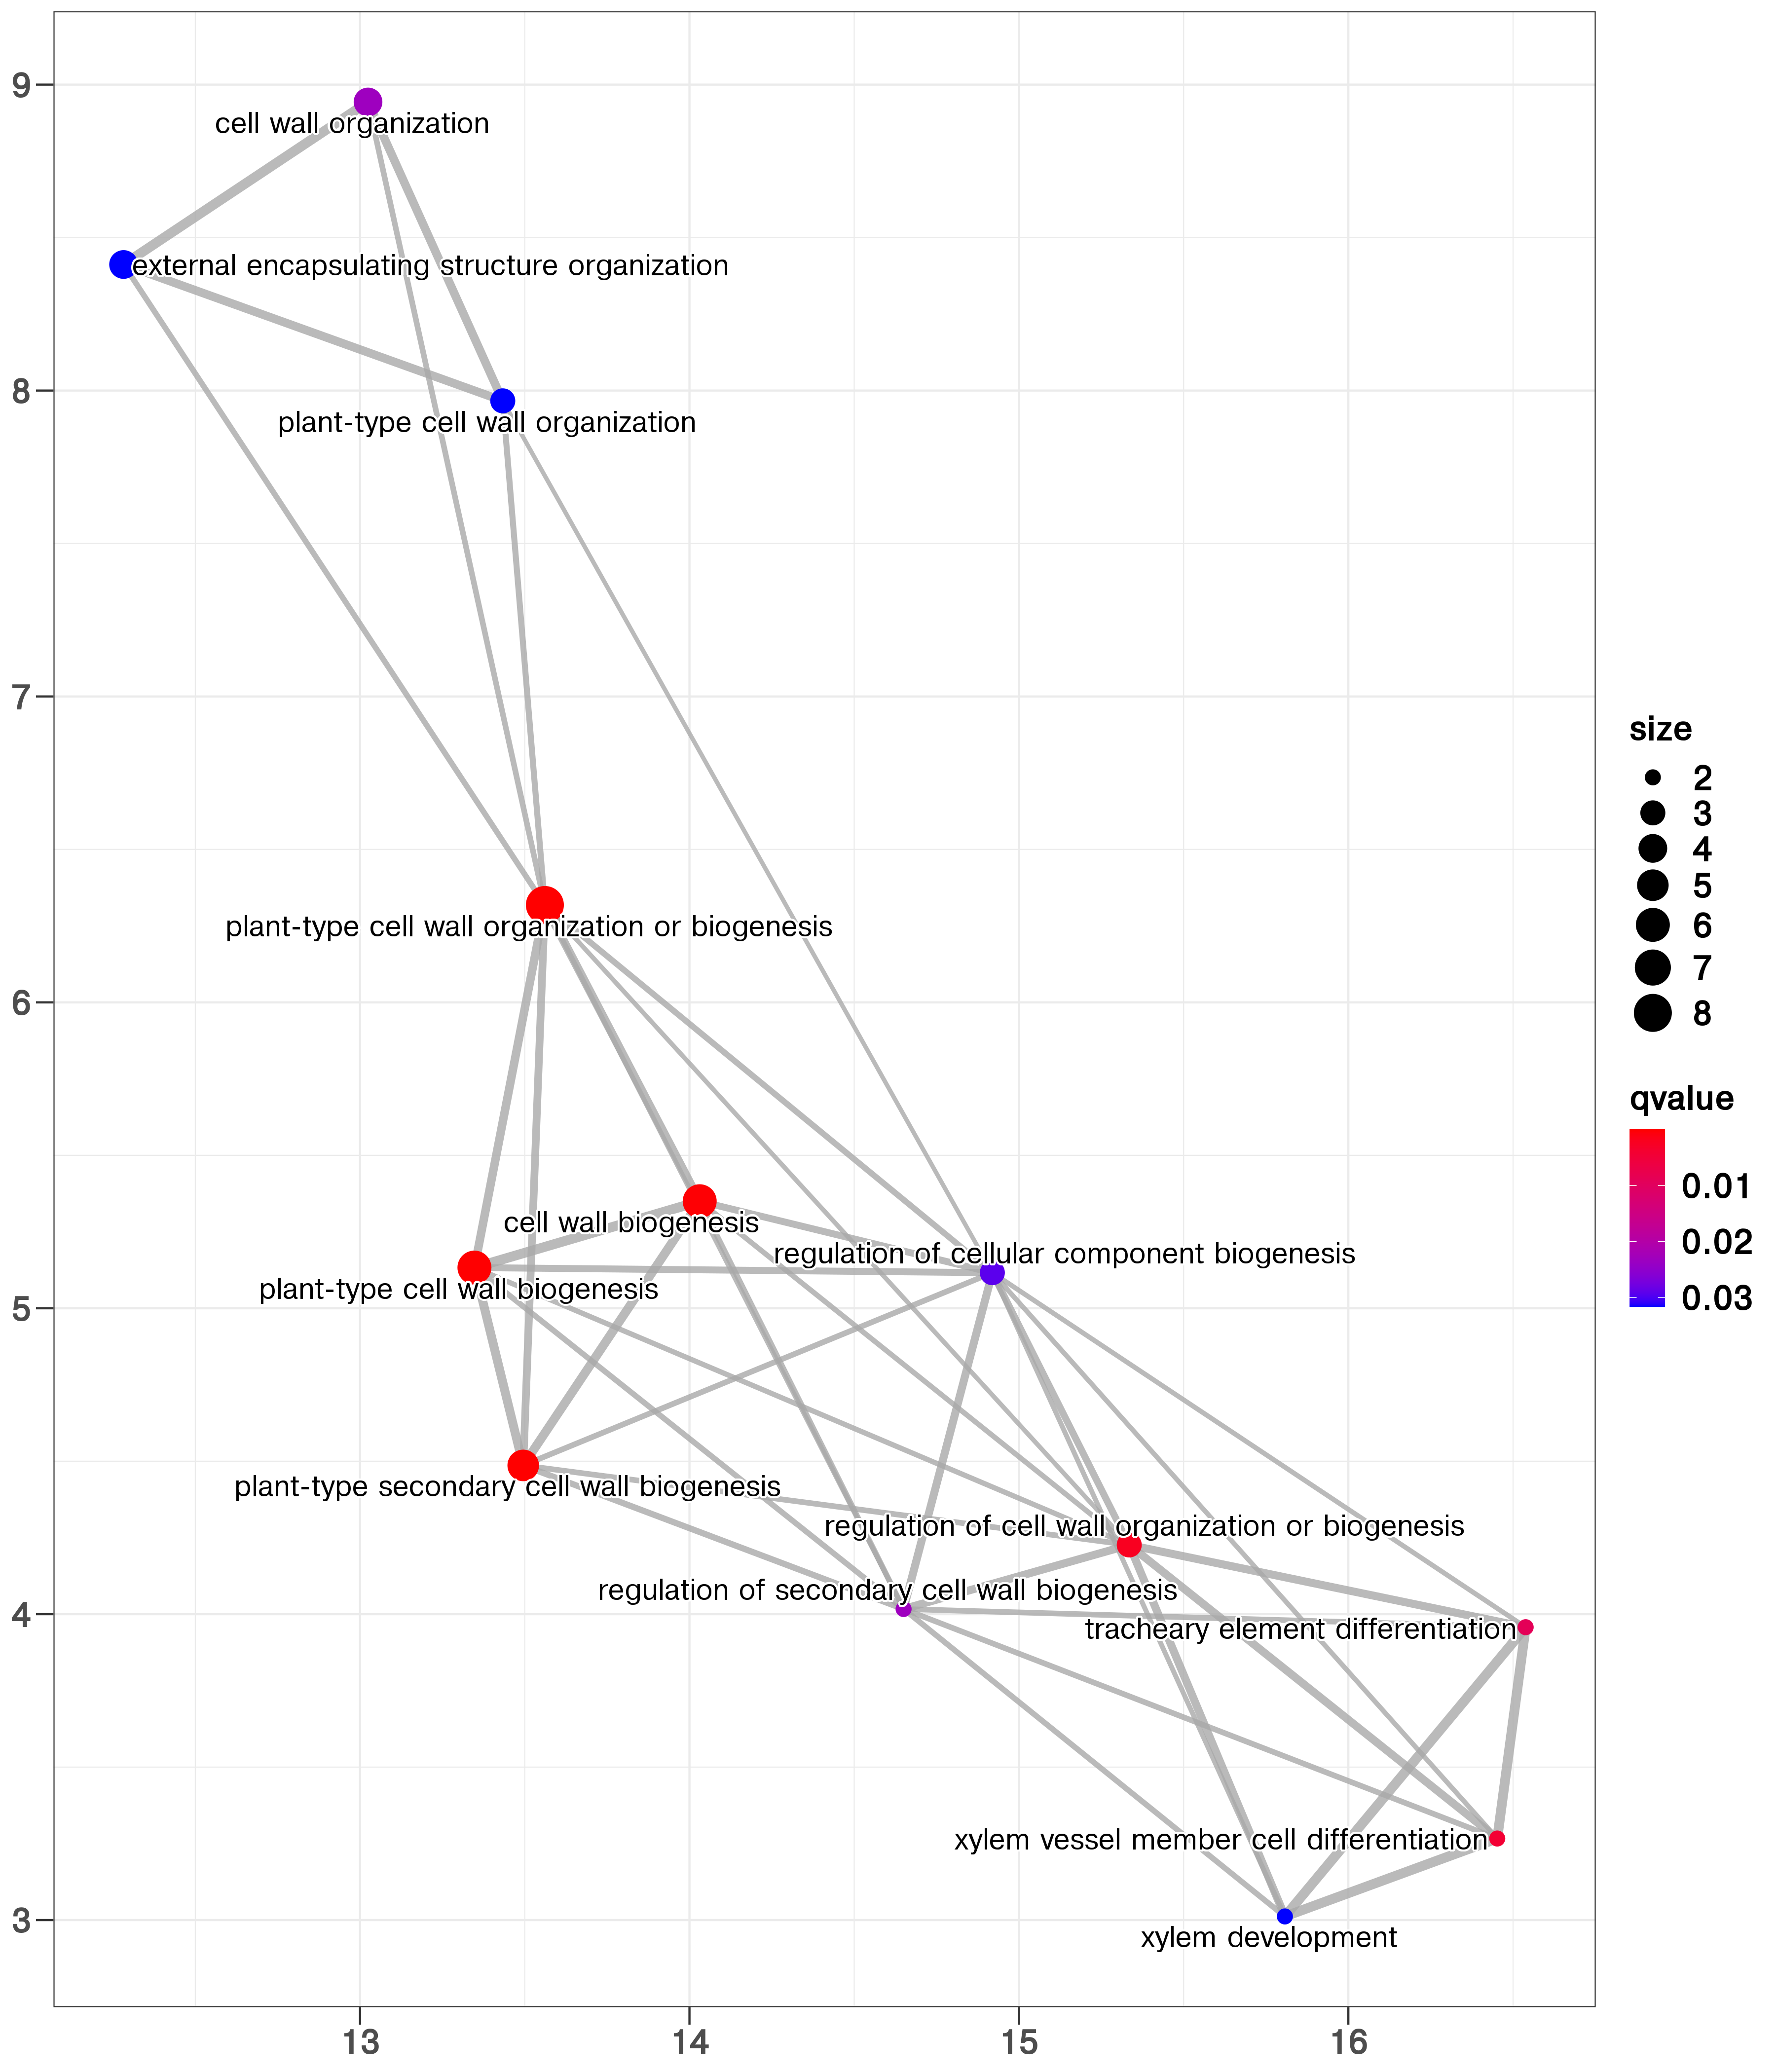 9
cell wall organization
external encapsulating structure organization
8
plant-type cell wall organization
7
plant-type cell wall organization or biogenesis
6
cell wall biogenesis
regulation of cellular component biogenesis
plant-type cell wall biogenesis
5
plant-type secondary cell wall biogenesis
regulation of cell wall organization or biogenesis
regulation of secondary cell wall biogenesis
4
tracheary element differentiation
xylem vessel member cell differentiation
3
xylem development
13 14 15 16
size
2
3
4
5
6
7
8
qvalue
0.01
0.02
0.03